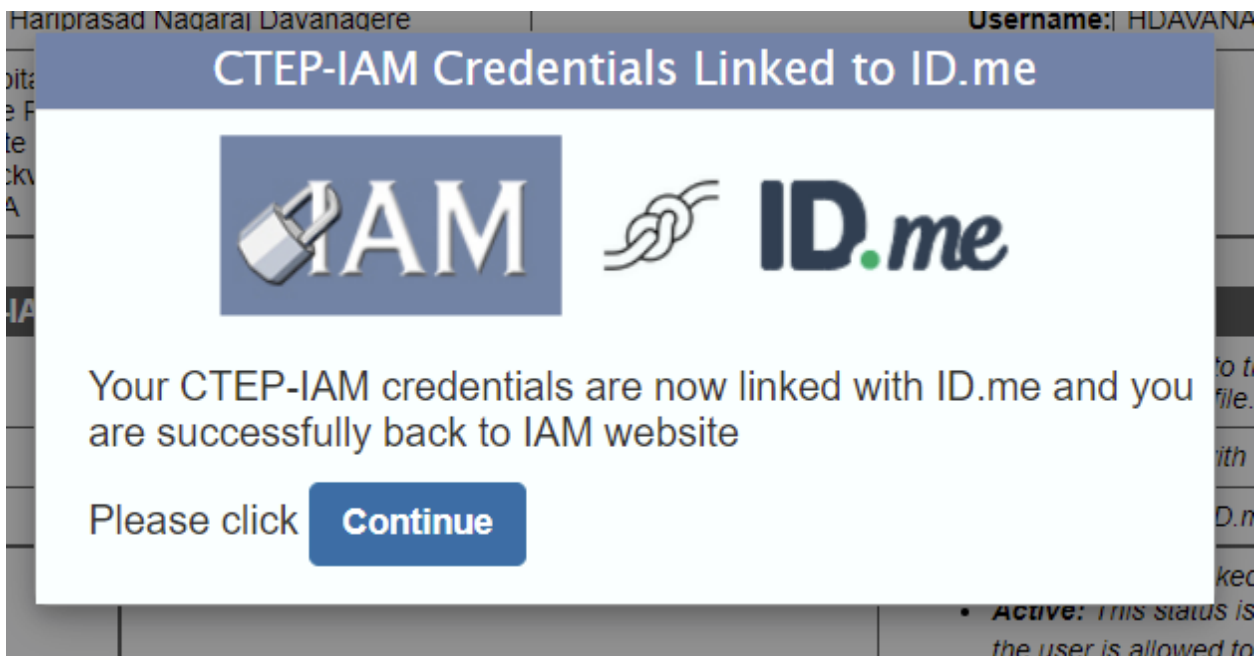 Hariprasad Nagaraj Davanagere
Username: HDAVANA
CTEP-IAM Credentials Linked to ID.me
IAM
ID.me
Your CTEP-IAM credentials are now linked with ID.me and you
are successfully back to IAM website
Please click Continue
file.
• Active: This status is
the user is allowed to